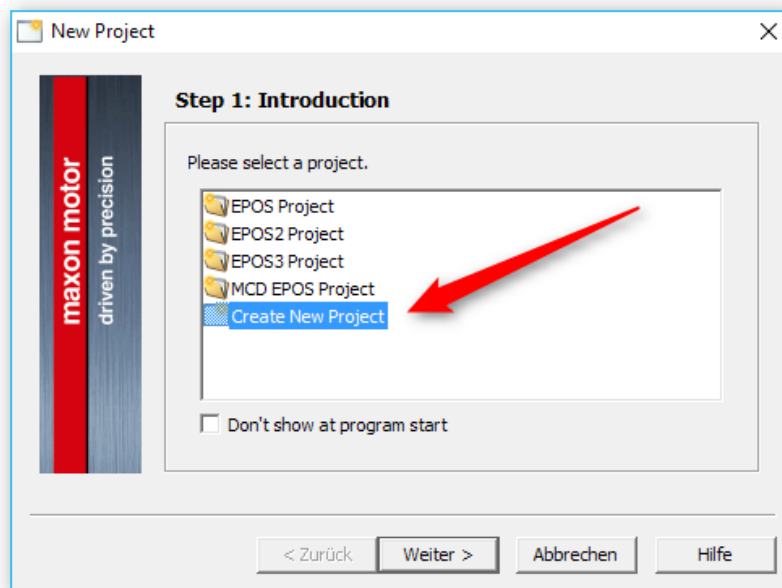 New Project
maxon motor
driven by precision
Step 1: Introduction
Please select a project.
EPOS Project
EPOS2 Project
EPOS3 Project
MCD EPOS Project
Create New Project
Don't show at program start
< Zurück
Weiter >
Abbrechen
Hilfe